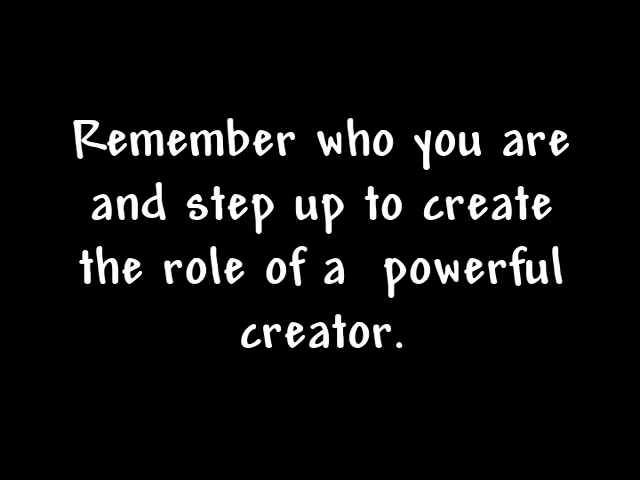 Remember who you are
and step up to create
the role of a  powerful
creator.